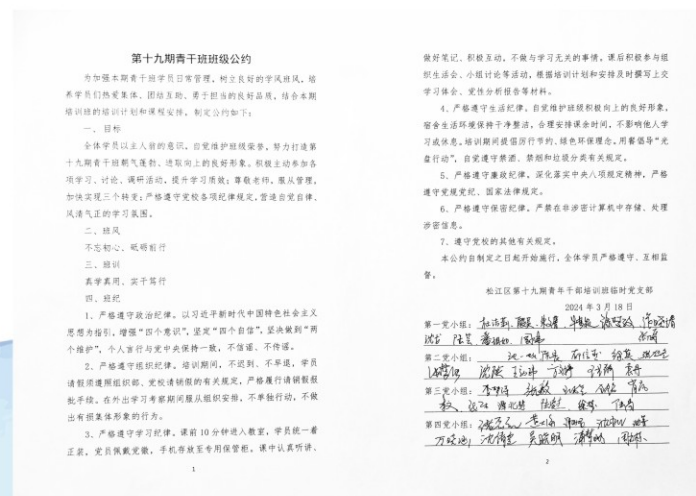 第十九期青干班班级公约
为加强本期青干班学员日常管理，树立良好的学风班风，培
养学员们热爱集体、团结互助、勇于担当的良好品质，结合本期
培训班的培训计划和课程安排，制定公约如下：
一、目标
全体学员以主人翁的意识，自觉维护班级荣誉，努力打造第
十九期青干班朝气蓬勃、进取向上的良好形象。积极主动参加各
项学习、讨论、调研活动，提升学习质效；尊敬老师，服从管理，
加快实现三个转变；严格遵守党校各项纪律规定，营造自觉自律、
风清气正的学习氛围。
二、班风
不忘初心、砥砺前行
三、班训
真学真用、实干笃行
四、班纪
1、严格遵守政治纪律。以习近平新时代中国特色社会主义
思想为指引，增强“四个意识”，坚定“四个自信”，坚决做到“两
个维护”，个人言行与党中央保持一致，不信谣、不传谣。
2、严格遵守组织纪律。培训期间，不迟到、不早退，学员
请假须遵照组织部、党校请销假的有关规定，严格履行请销假报
批手续。在外出学习考察期间服从组织安排，不单独行动，不做
出有损集体形象的行为。
3、严格遵守学习纪律。课前10分钟进入教室，学员统一着
正装，党员佩戴党徽，手机存放至专用保管柜。课中认真听讲、
1
做好笔记、积极互动，不做与学习无关的事情，课后积极参与组
织生活会、小组讨论等活动，根据培训计划和安排及时撰写上交
学习体会、党性分析报告等材料。
4、严格遵守生活纪律。自觉维护班级积极向上的良好形象，
宿舍生活环境保持干净整洁，合理安排课余时间，不影响他人学
习或休息。培训期间提倡厉行节约、绿色环保理念，用餐倡导“光
盘行动”，自觉遵守禁酒、禁烟和垃圾分类有关规定。
5、严格遵守廉政纪律。深化落实中央八项规定精神，严格
遵守党规党纪、国家法律规定。
6、严格遵守保密纪律。严禁在非涉密计算机中存储、处理
涉密信息。
7、遵守党校的其他有关规定。
本公约自制定之日起开始施行，全体学员严格遵守、互相监
督。
松江区第十九期青年干部培训班临时党支部
2024年3月18日
第一党小组：
第二党小组：
第三党小组：
第四党小组：
2